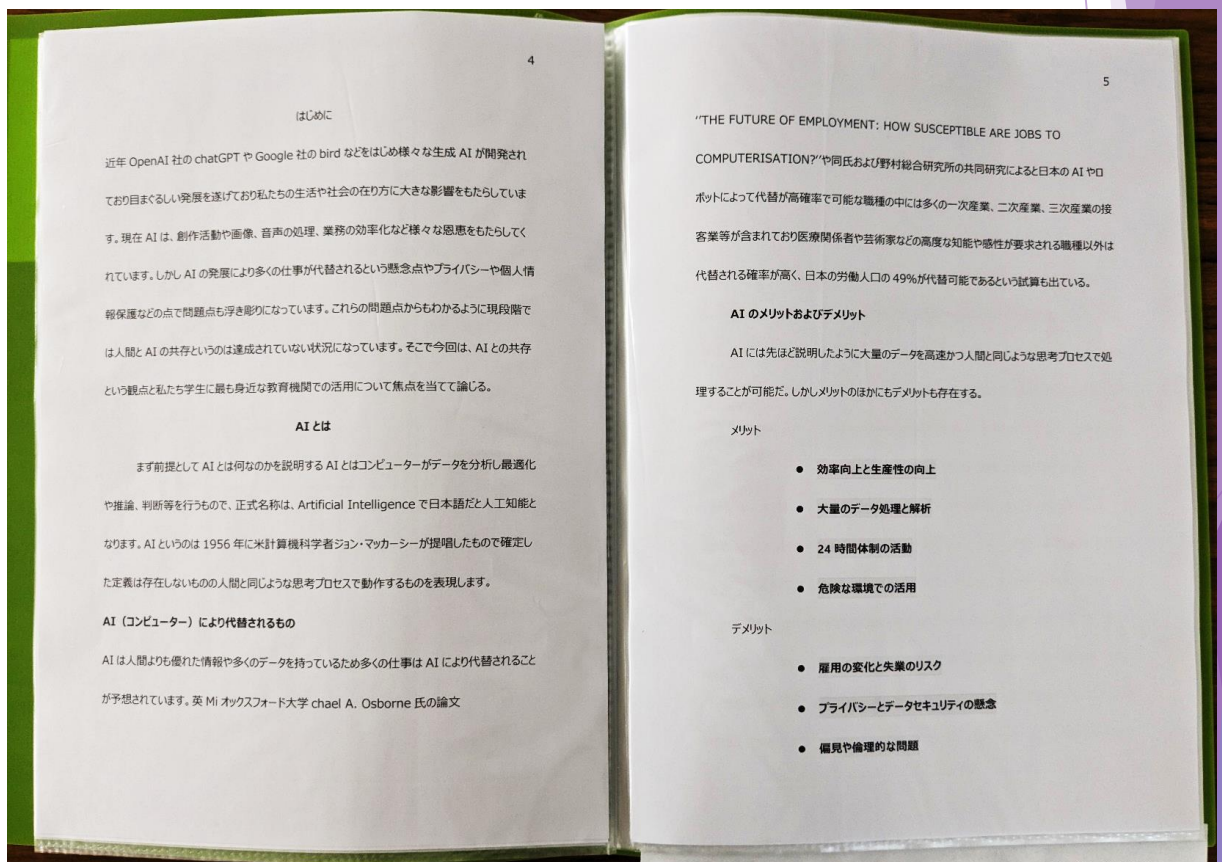 4
はじめに
近年 OpenAI 社の chatGPT や Google 社の bird などをはじめ様々な生成 AI が開発され
ており目まぐるしい発展を遂げており私たちの生活や社会の在り方に大きな影響をもたらしていま
す。現在 AI は、創作活動や画像、音声の処理、業務の効率化など様々な恩恵をもたらしてく
れています。しかし AI の発展により多くの仕事が代替されるという懸念点やプライバシーや個人情
報保護などの点で問題点も浮き彫りになっています。これらの問題点からもわかるように現段階で
は人間と AI の共存というのは達成されていない状況になっています。そこで今回は、AI との共存
という観点と私たち学生に最も身近な教育機関での活用について焦点を当てて論じる。
AI とは
まず前提として AI とは何なのかを説明する AI とはコンピューターがデータを分析し最適化
や推論、判断等を行うもので、正式名称は、Artificial Intelligence で日本語だと人工知能と
なります。AI というのは 1956 年に米計算機科学者ジョン・マッカーシーが提唱したもので確定し
た定義は存在しないものの人間と同じような思考プロセスで動作するものを表現します。
AI（コンピューター）により代替されるもの
AI は人間よりも優れた情報や多くのデータを持っているため多くの仕事は AI により代替されること
が予想されています。英 Mi オックスフォード大学 chael A. Osborne 氏の論文
5
‘’THE FUTURE OF EMPLOYMENT: HOW SUSCEPTIBLE ARE JOBS TO
COMPUTERISATION?’’や同氏および野村総合研究所の共同研究によると日本の AI やロ
ボットによって代替が高確率で可能な職種の中には多くの一次産業、二次産業、三次産業の接
客業等が含まれており医療関係者や芸術家などの高度な知能や感性が要求される職種以外は
代替される確率が高く、日本の労働人口の 49%が代替可能であるという試算も出ている。
AI のメリットおよびデメリット
AI には先ほど説明したように大量のデータを高速かつ人間と同じような思考プロセスで処
理することが可能だ。しかしメリットのほかにもデメリットも存在する。
メリット
● 効率向上と生産性の向上
● 大量のデータ処理と解析
● 24 時間体制の活動
● 危険な環境での活用
デメリット
● 雇用の変化と失業のリスク
● プライバシーとデータセキュリティの懸念
● 偏見や倫理的な問題